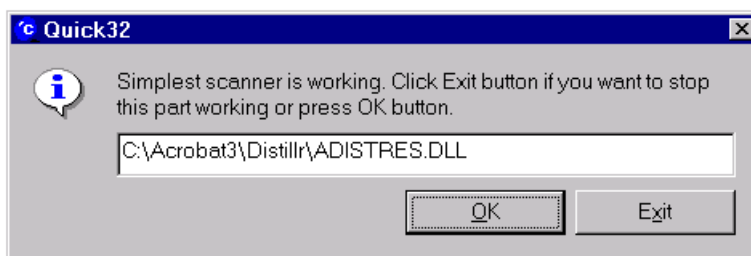 Quick32
Simplest scanner is working. Click Exit button if you want to stop
this part working or press OK button.
C:\Acrobat3\Distillr\ADISTRES.DLL
OK
Exit